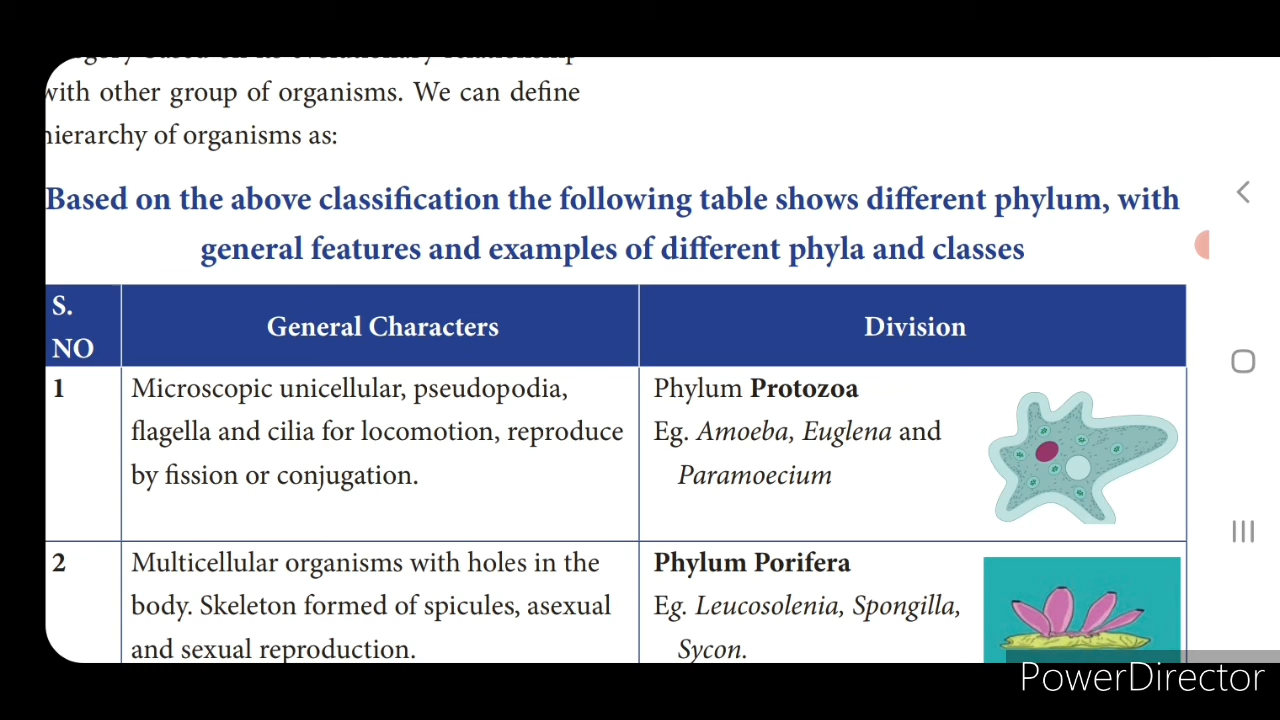 with other group of organisms. We can define
hierarchy of organisms as:
Based on the above classification the following table shows different phylum, with
general features and examples of different phyla and classes
S.
NO
General Characters
Division
1
Microscopic unicellular, pseudopodia,
flagella and cilia for locomotion, reproduce
by fission or conjugation.
Phylum Protozoa
Eg. Amoeba, Euglena and
Paramoecium
2
Multicellular organisms with holes in the
body. Skeleton formed of spicules, asexual
and sexual reproduction.
Phylum Porifera
Eg. Leucosolenia, Spongilla,
Sycon.
PowerDirector